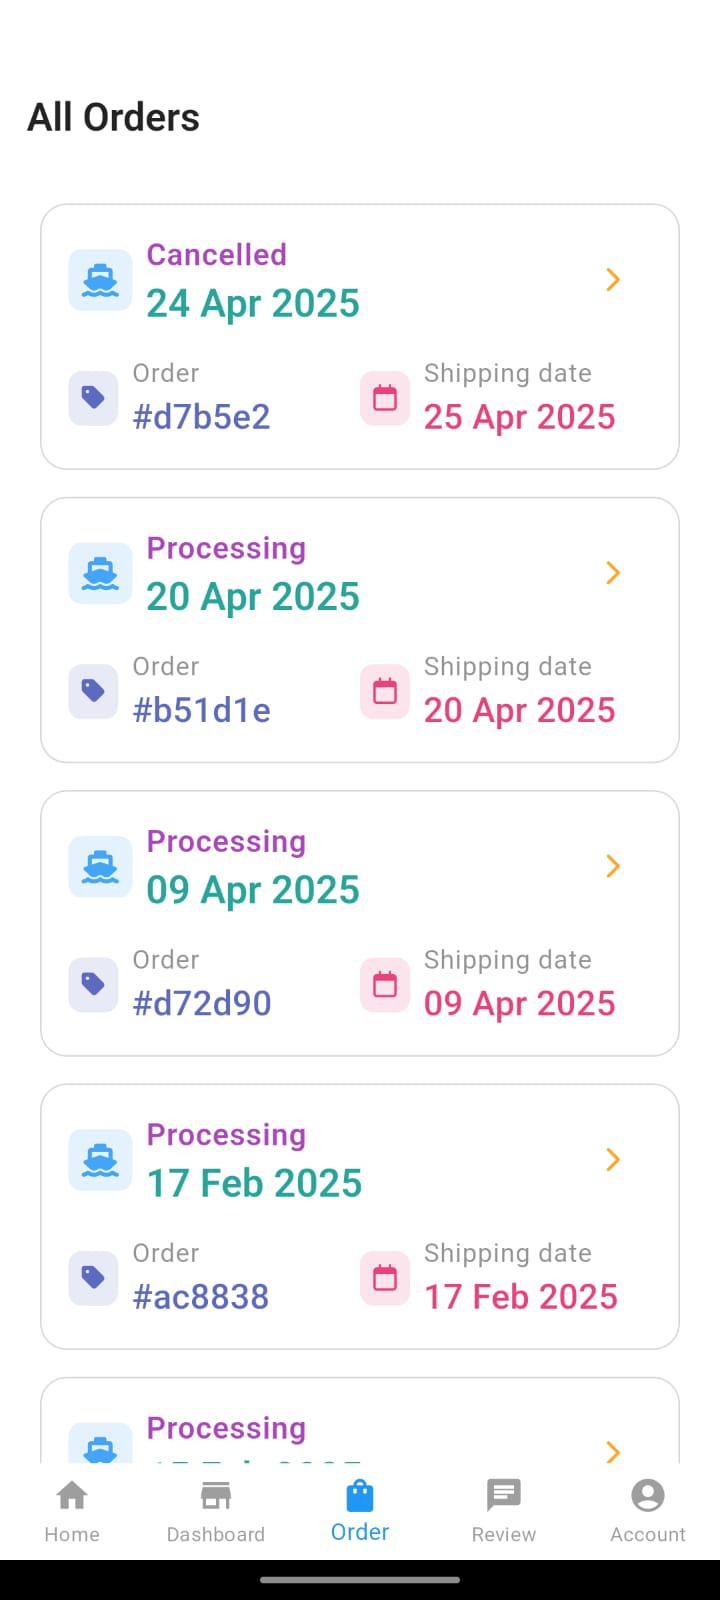 All Orders
Cancelled
24 Apr 2025
Order
#d7b5e2
Shipping date
25 Apr 2025
Processing
20 Apr 2025
Order
#b51d1e
Shipping date
20 Apr 2025
Processing
09 Apr 2025
Order
#d72d90
Shipping date
09 Apr 2025
Processing
17 Feb 2025
Order
#ac8838
Shipping date
17 Feb 2025
Processing
Home
Dashboard
Order
Review
Account